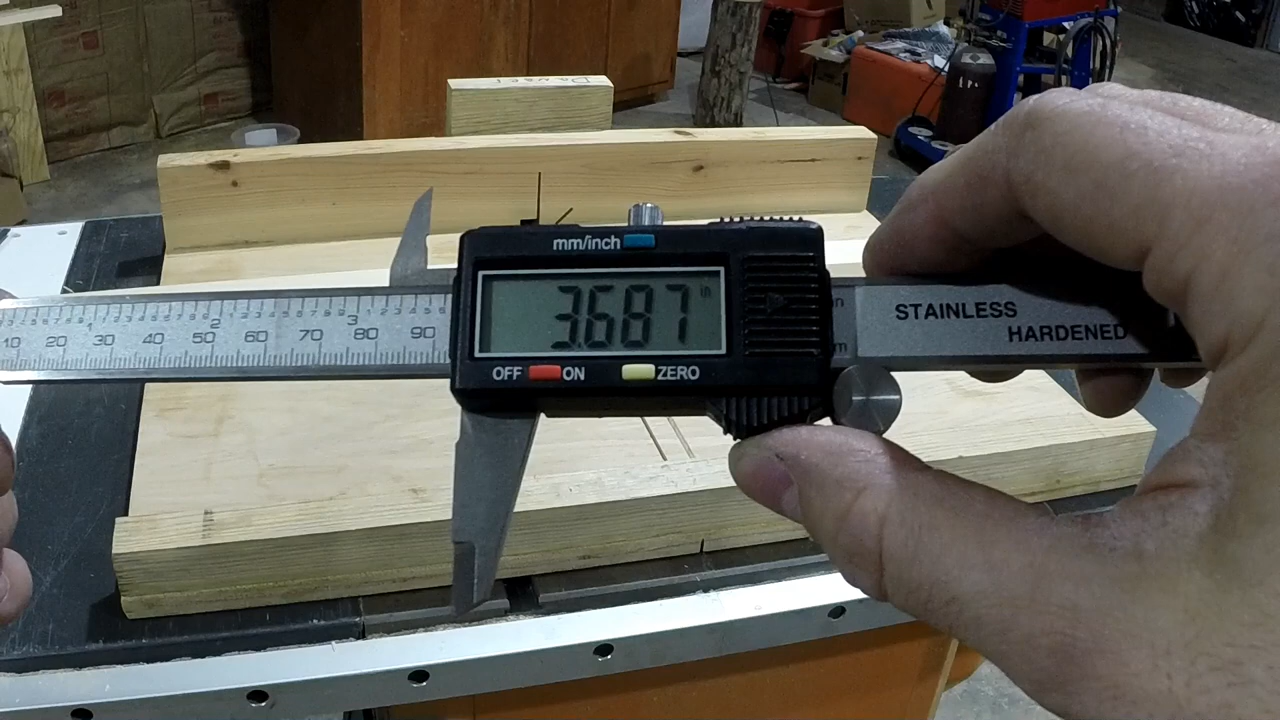 mm/inch
3.687 in
OFF ON ZERO
1 2 3
10 20 30 40 50 60 70 80 90
STAINLESS
HARDENED